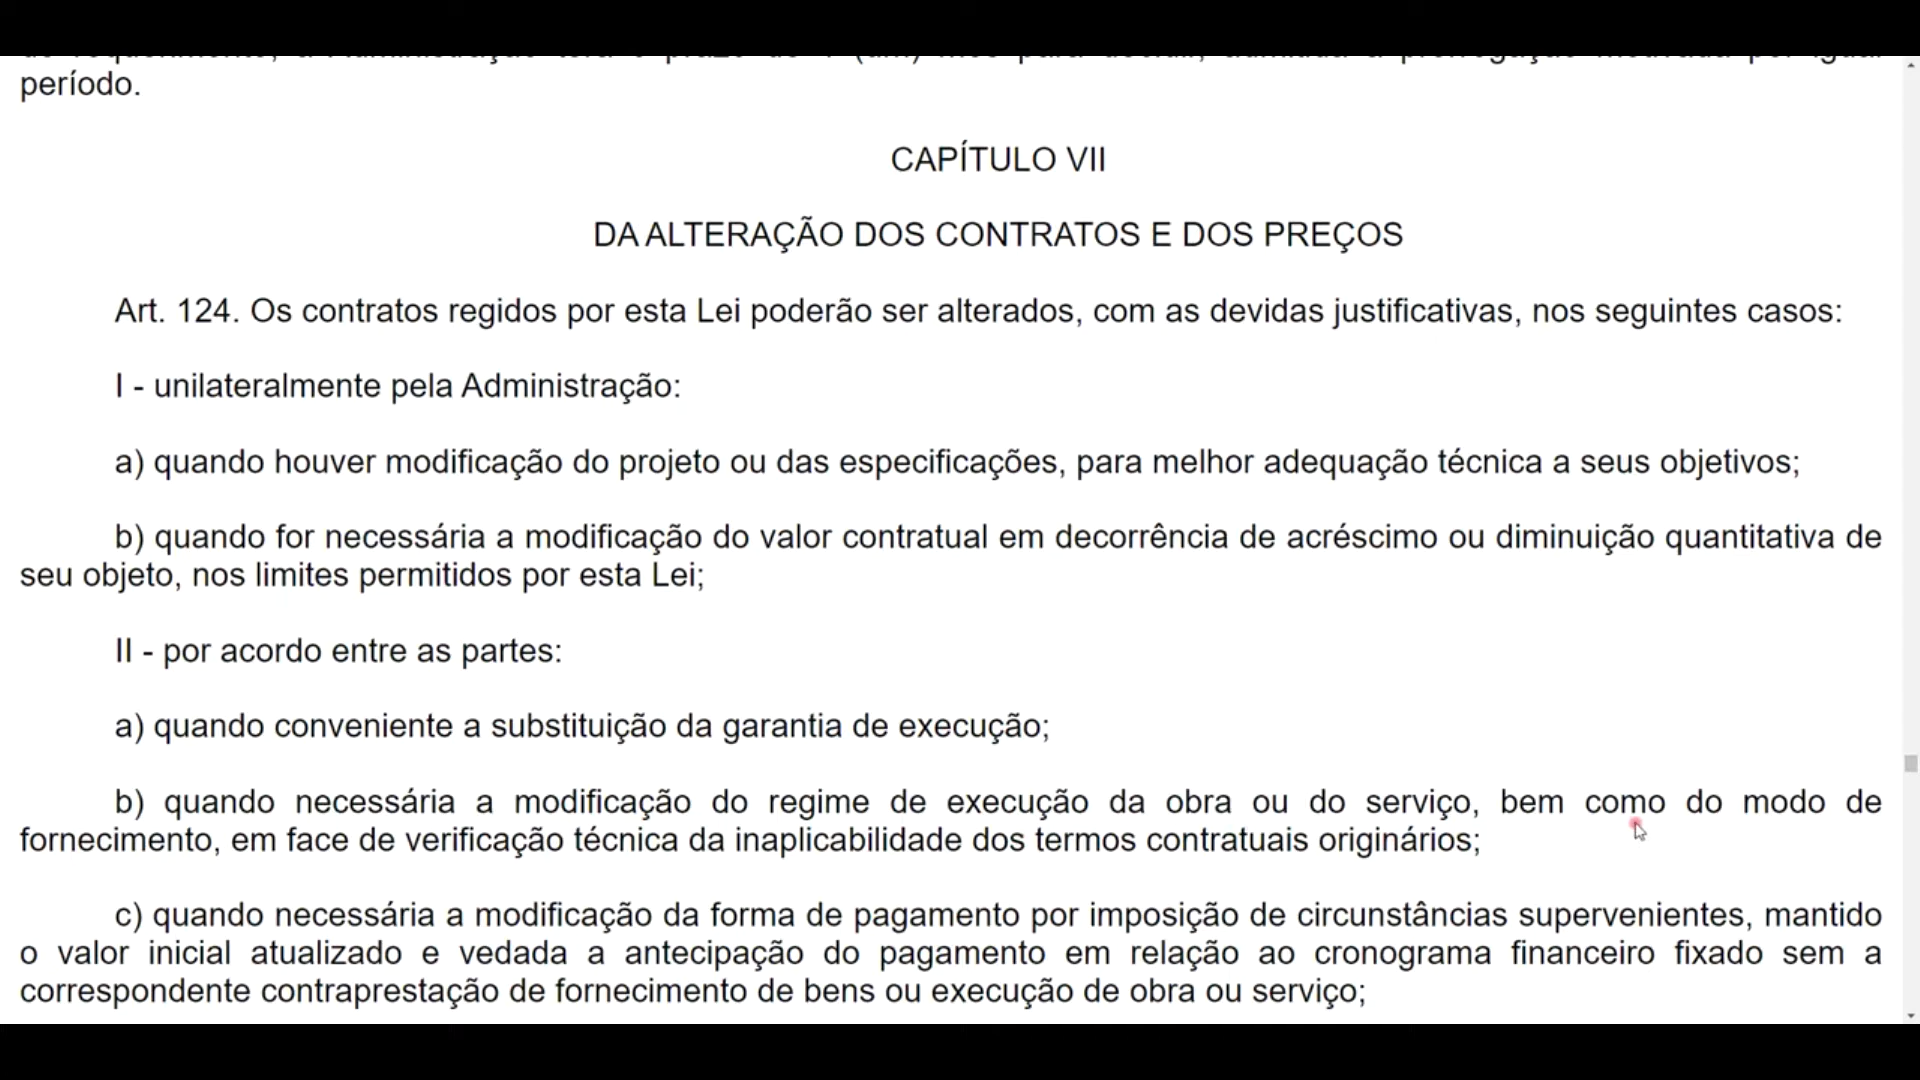 período.
CAPÍTULO VII
DA ALTERAÇÃO DOS CONTRATOS E DOS PREÇOS
Art. 124. Os contratos regidos por esta Lei poderão ser alterados, com as devidas justificativas, nos seguintes casos:
I - unilateralmente pela Administração:
a) quando houver modificação do projeto ou das especificações, para melhor adequação técnica a seus objetivos;
b) quando for necessária a modificação do valor contratual em decorrência de acréscimo ou diminuição quantitativa de
seu objeto, nos limites permitidos por esta Lei;
II - por acordo entre as partes:
a) quando conveniente a substituição da garantia de execução;
b) quando necessária a modificação do regime de execução da obra ou do serviço, bem como do modo de
fornecimento, em face de verificação técnica da inaplicabilidade dos termos contratuais originários;
c) quando necessária a modificação da forma de pagamento por imposição de circunstâncias supervenientes, mantido
o valor inicial atualizado e vedada a antecipação do pagamento em relação ao cronograma financeiro fixado sem a
correspondente contraprestação de fornecimento de bens ou execução de obra ou serviço;